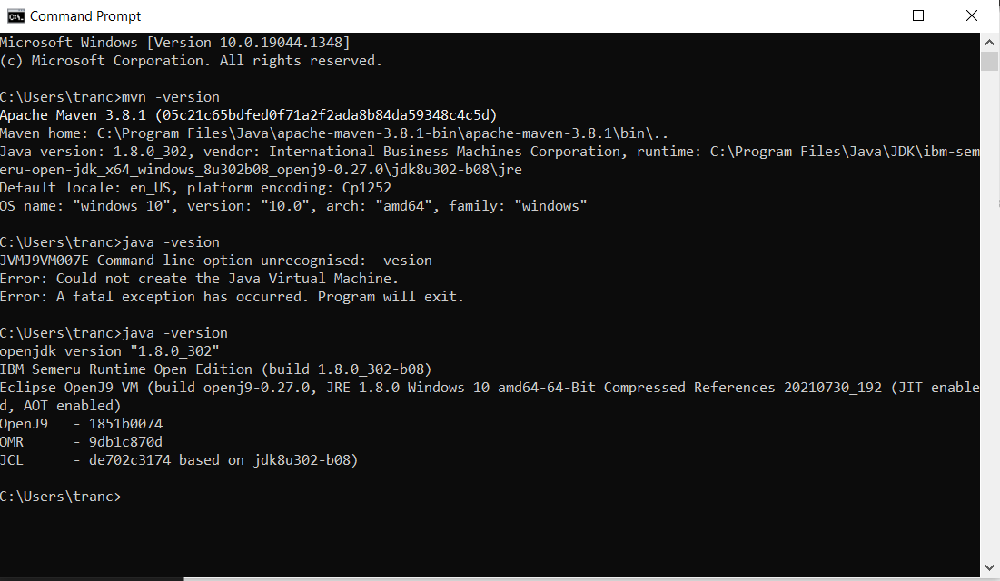 Command Prompt
Microsoft Windows [Version 10.0.19044.1348]
(c) Microsoft Corporation. All rights reserved.
C:\Users\tranc>mvn -version
Apache Maven 3.8.1 (05c21c65bdfed0f71a2f2ada8b84da59348c4c5d)
Maven home: C:\Program Files\Java\apache-maven-3.8.1-bin\apache-maven-3.8.1\bin\..
Java version: 1.8.0_302, vendor: International Business Machines Corporation, runtime: C:\Program Files\Java\JDK\ibm-sem
eru-open-jdk_x64_windows_8u302b08_openj9-0.27.0\jdk8u302-b08\jre
Default locale: en_US, platform encoding: Cp1252
OS name: "windows 10", version: "10.0", arch: "amd64", family: "windows"
C:\Users\tranc>java -vesion
JVMJ9VM007E Command-line option unrecognised: -vesion
Error: Could not create the Java Virtual Machine.
Error: A fatal exception has occurred. Program will exit.
C:\Users\tranc>java -version
openjdk version "1.8.0_302"
IBM Semeru Runtime Open Edition (build 1.8.0_302-b08)
Eclipse OpenJ9 VM (build openj9-0.27.0, JRE 1.8.0 Windows 10 amd64-64-Bit Compressed References 20210730_192 (JIT enable
d, AOT enabled)
OpenJ9   - 1851b0074
OMR      - 9db1c870d
JCL      - de702c3174 based on jdk8u302-b08)
C:\Users\tranc>